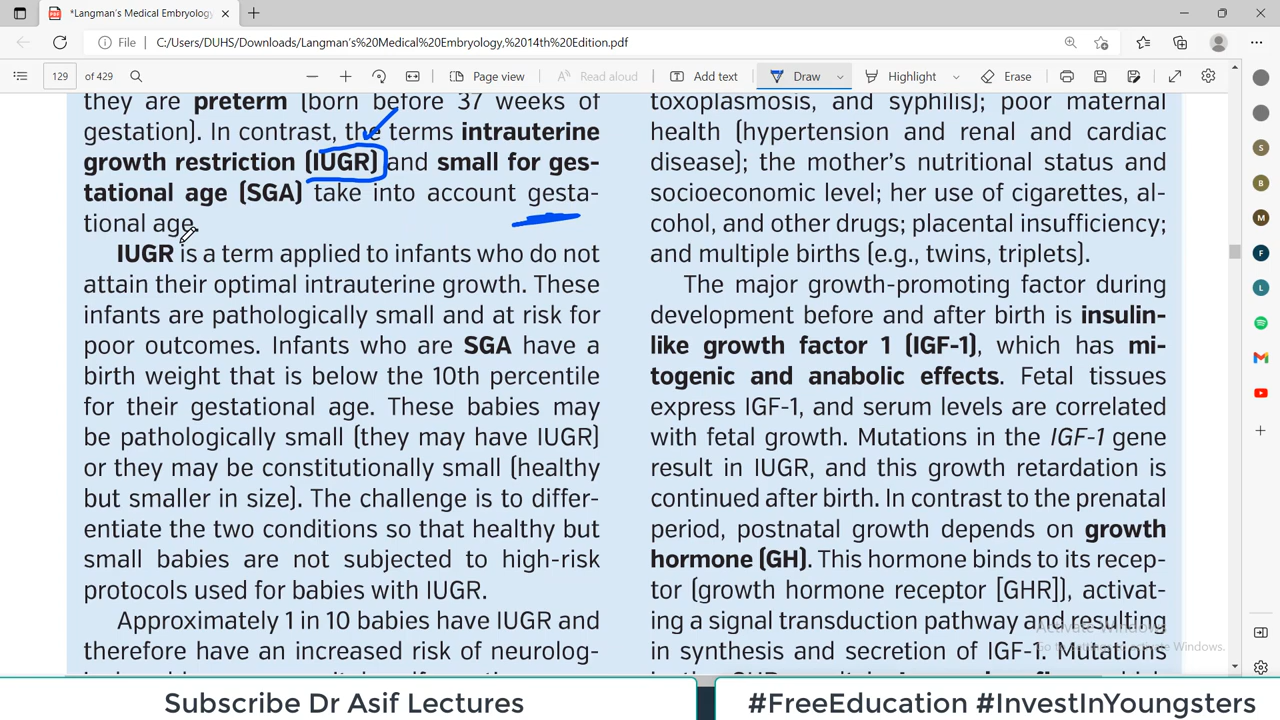 *Langman's Medical Embryology
File
C:/Users/DUHS/Downloads/Langman's%20Medical%20Embryology,%2014th%20Edition.pdf
129 of 429
Page view
Read aloud
Add text
Draw
Highlight
Erase
they are preterm (born before 37 weeks of
gestation). In contrast, the terms intrauterine
growth restriction (IUGR) and small for ges-
tational age (SGA) take into account gesta-
tional age.
IUGR is a term applied to infants who do not
attain their optimal intrauterine growth. These
infants are pathologically small and at risk for
poor outcomes. Infants who are SGA have a
birth weight that is below the 10th percentile
for their gestational age. These babies may
be pathologically small (they may have IUGR)
or they may be constitutionally small (healthy
but smaller in size). The challenge is to differ-
entiate the two conditions so that healthy but
small babies are not subjected to high-risk
protocols used for babies with IUGR.
Approximately 1 in 10 babies have IUGR and
therefore have an increased risk of neurolog-
toxoplasmosis, and syphilis); poor maternal
health (hypertension and renal and cardiac
disease); the mother's nutritional status and
socioeconomic level; her use of cigarettes, al-
cohol, and other drugs; placental insufficiency;
and multiple births (e.g., twins, triplets).
The major growth-promoting factor during
development before and after birth is insulin-
like growth factor 1 (IGF-1), which has mi-
togenic and anabolic effects. Fetal tissues
express IGF-1, and serum levels are correlated
with fetal growth. Mutations in the IGF-1 gene
result in IUGR, and this growth retardation is
continued after birth. In contrast to the prenatal
period, postnatal growth depends on growth
hormone (GH). This hormone binds to its recep-
tor (growth hormone receptor [GHR]), activat-
ing a signal transduction pathway and resulting
in synthesis and secretion of IGF-1. Mutations
Activate Windows
Go to Settings to activate Windows.
S
B
M
F
L
Subscribe Dr Asif Lectures
#FreeEducation #InvestInYoungsters